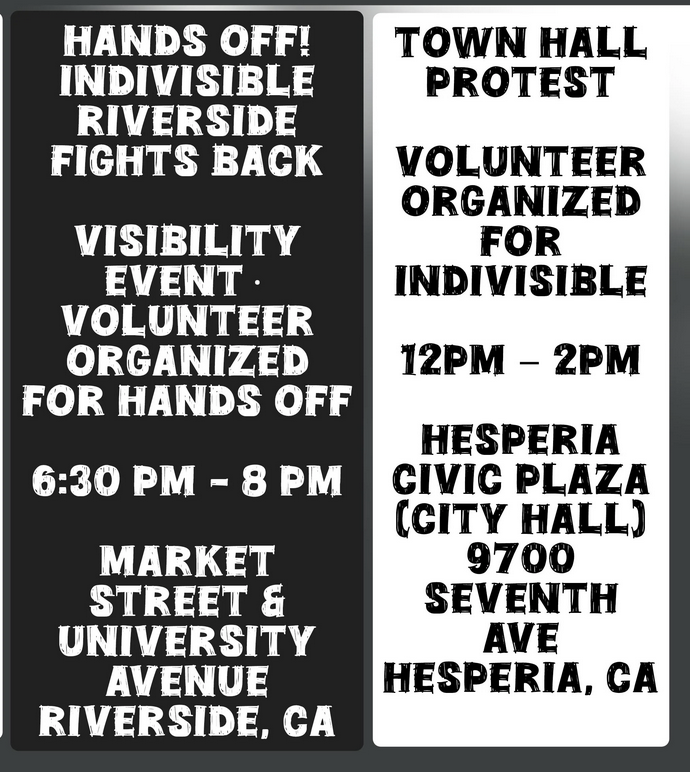 HANDS OFF!
INDIVISIBLE
RIVERSIDE
FIGHTS BACK
VISIBILITY
EVENT ·
VOLUNTEER
ORGANIZED
FOR HANDS OFF
6:30 PM - 8 PM
MARKET
STREET &
UNIVERSITY
AVENUE
RIVERSIDE, CA
TOWN HALL
PROTEST
VOLUNTEER
ORGANIZED
FOR
INDIVISIBLE
12PM – 2PM
HESPERIA
CIVIC PLAZA
(CITY HALL)
9700
SEVENTH
AVE
HESPERIA, CA